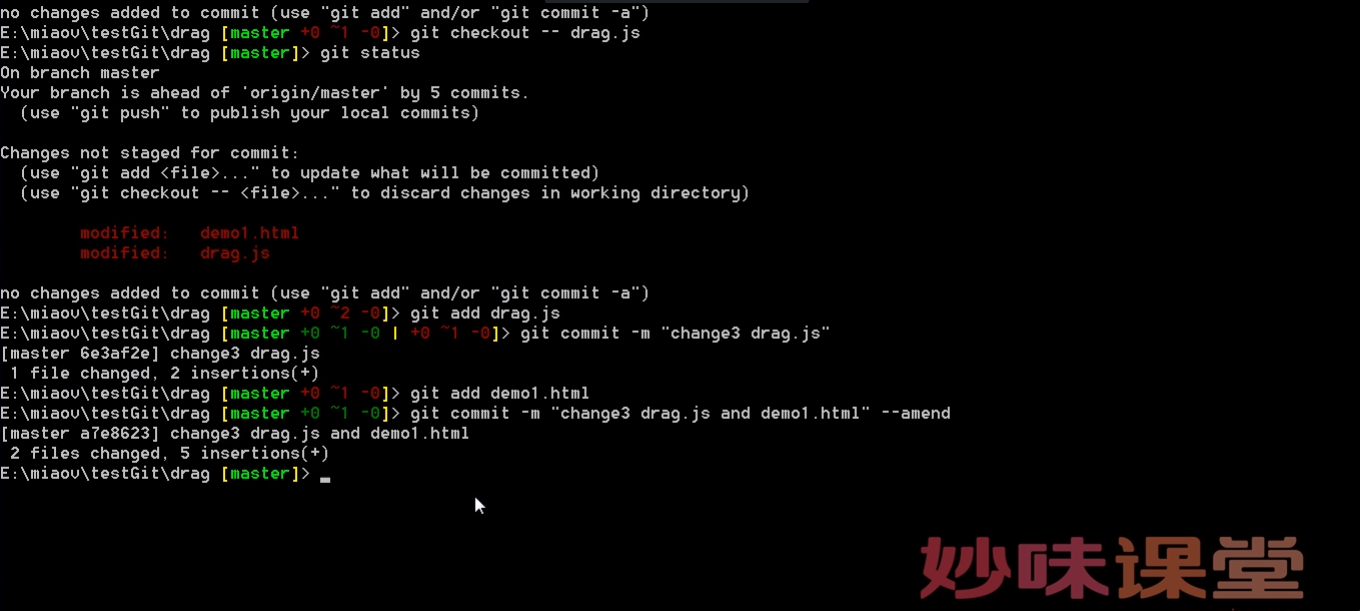 no changes added to commit (use "git add" and/or "git commit -a")
E:\miaov\testGit\drag [master +0 ~1 -0]> git checkout -- drag.js
E:\miaov\testGit\drag [master]> git status
On branch master
Your branch is ahead of 'origin/master' by 5 commits.
  (use "git push" to publish your local commits)
Changes not staged for commit:
  (use "git add <file>..." to update what will be committed)
  (use "git checkout -- <file>..." to discard changes in working directory)
        modified:   demo1.html
        modified:   drag.js
no changes added to commit (use "git add" and/or "git commit -a")
E:\miaov\testGit\drag [master +0 ~2 -0]> git add drag.js
E:\miaov\testGit\drag [master +0 ~1 -0 | +0 ~1 -0]> git commit -m "change3 drag.js"
[master 6e3af2e] change3 drag.js
 1 file changed, 2 insertions(+)
E:\miaov\testGit\drag [master +0 ~1 -0]> git add demo1.html
E:\miaov\testGit\drag [master +0 ~1 -0]> git commit -m "change3 drag.js and demo1.html" --amend
[master a7e8623] change3 drag.js and demo1.html
 2 files changed, 5 insertions(+)
E:\miaov\testGit\drag [master]> _
妙味课堂